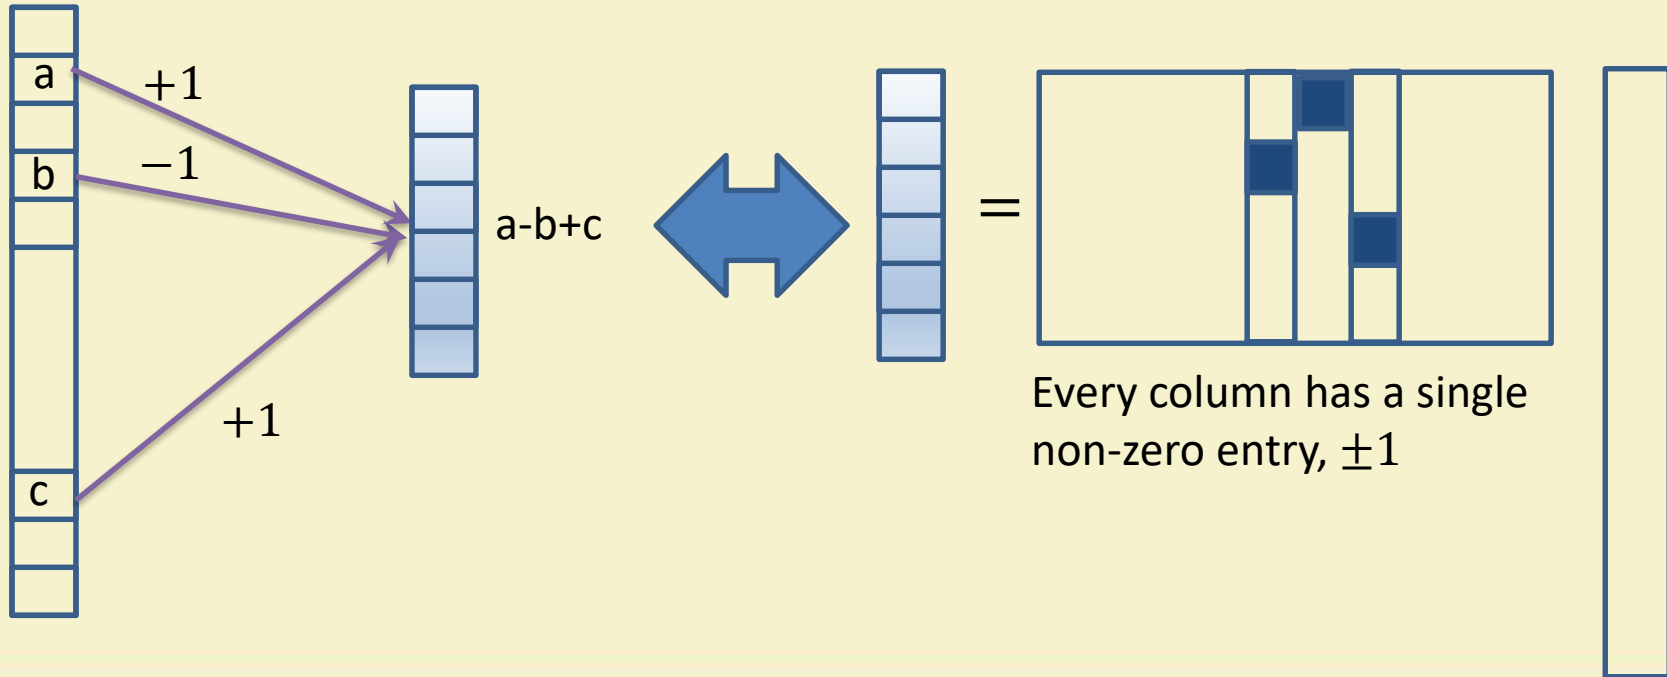 a
+1
b
−1
a-b+c
=
+1
c
Every column has a single
non-zero entry, ±1